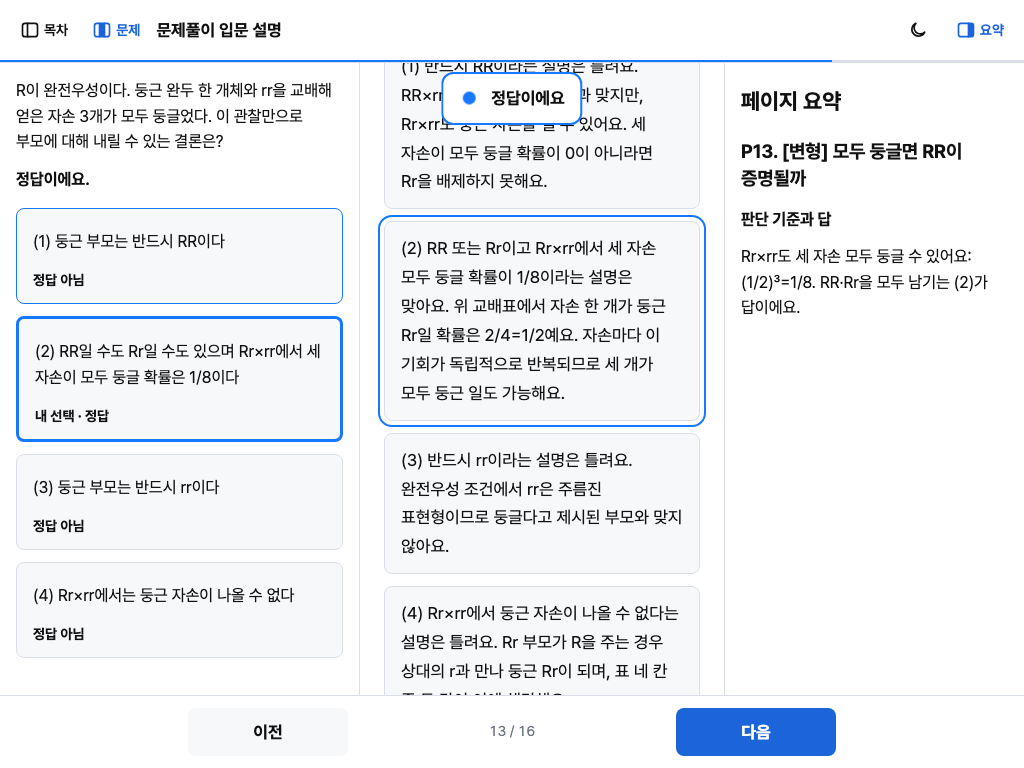 목차
문제
문제풀이 입문 설명
요약
R이 완전우성이다. 둥근 완두 한 개체와 rr을 교배해
얻은 자손 3개가 모두 둥글었다. 이 관찰만으로
부모에 대해 내릴 수 있는 결론은?
정답이에요.
(1) 둥근 부모는 반드시 RR이다
정답 아님
(2) RR일 수도 Rr일 수도 있으며 Rr×rr에서 세
자손이 모두 둥글 확률은 1/8이다
내 선택 · 정답
(3) 둥근 부모는 반드시 rr이다
정답 아님
(4) Rr×rr에서는 둥근 자손이 나올 수 없다
정답 아님
(1) 반드시 RR이라는 설명은 틀려요.
정답이에요
맞지만,
있어요. 세
자손이 모두 둥글 확률이 0이 아니라면
Rr을 배제하지 못해요.
(2) RR 또는 Rr이고 Rr×rr에서 세 자손
모두 둥글 확률이 1/8이라는 설명은
맞아요. 위 교배표에서 자손 한 개가 둥근
Rr일 확률은 2/4=1/2예요. 자손마다 이
기회가 독립적으로 반복되므로 세 개가
모두 둥근 일도 가능해요.
(3) 반드시 rr이라는 설명은 틀려요.
완전우성 조건에서 rr은 주름진
표현형이므로 둥글다고 제시된 부모와 맞지
않아요.
(4) Rr×rr에서 둥근 자손이 나올 수 없다는
설명은 틀려요. Rr 부모가 R을 주는 경우
상대의 r과 만나 둥근 Rr이 되며, 표 네 칸
페이지 요약
P13. [변형] 모두 둥글면 RR이
증명될까
판단 기준과 답
Rr×rr도 세 자손 모두 둥글 수 있어요:
(1/2)³=1/8. RR·Rr을 모두 남기는 (2)가
답이에요.
이전
13 / 16
다음